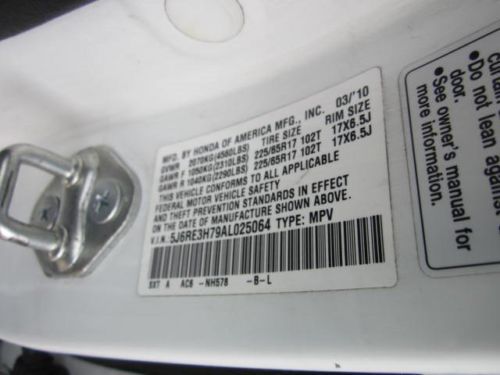 MFD. BY HONDA OF AMERICA MFG., INC. 03/'10
GVWR 2070KG(4560LBS) TIRE SIZE RIM SIZE
GAWR F 1050KG(2310LBS) 225/65R17 102T 17X6.5J
GAWR R 1040KG(2290LBS) 225/65R17 102T 17X6.5J
THIS VEHICLE CONFORMS TO ALL APPLICABLE
FEDERAL MOTOR VEHICLE SAFETY
AND THEFT PREVENTION STANDARDS IN EFFECT
ON THE DATE OF MANUFACTURE SHOWN ABOVE.
V.I.N. 5J6RE3H79AL025064 TYPE: MPV
EXT A AC6 -NH578 -B-L
•Do not lean
door.
•See owner's manual for
more information.